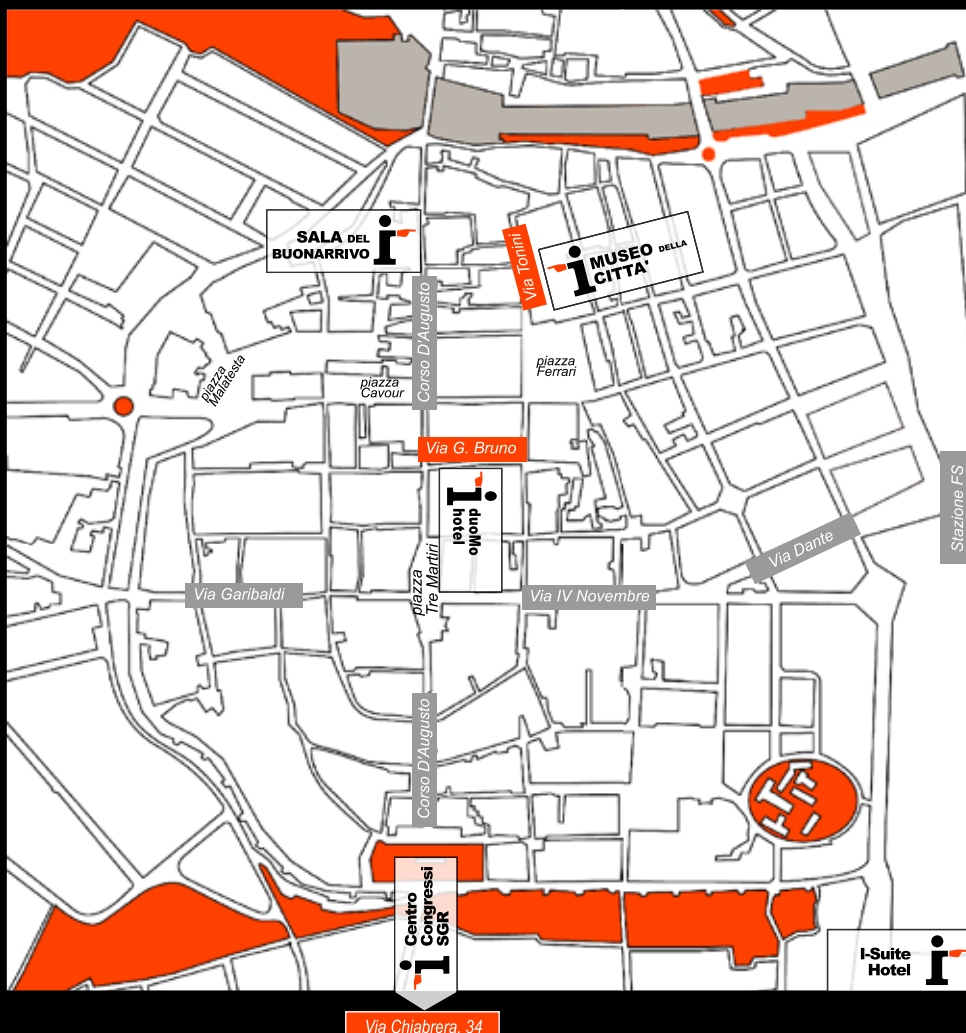 SALA DEL
BUONARRIVO
i
Via Tonini
i
MUSEO DELLA
CITTA'
Corso D'Augusto
piazza
Malatesta
piazza
Cavour
piazza
Ferrari
Via G. Bruno
Stazione FS
i
duoMo
hotel
Via Dante
piazza
Tre Martiri
Via Garibaldi
Via IV Novembre
Corso D'Augusto
Centro
Congressi
SGR
i
I-Suite
Hotel
i
Via Chiabrera, 34